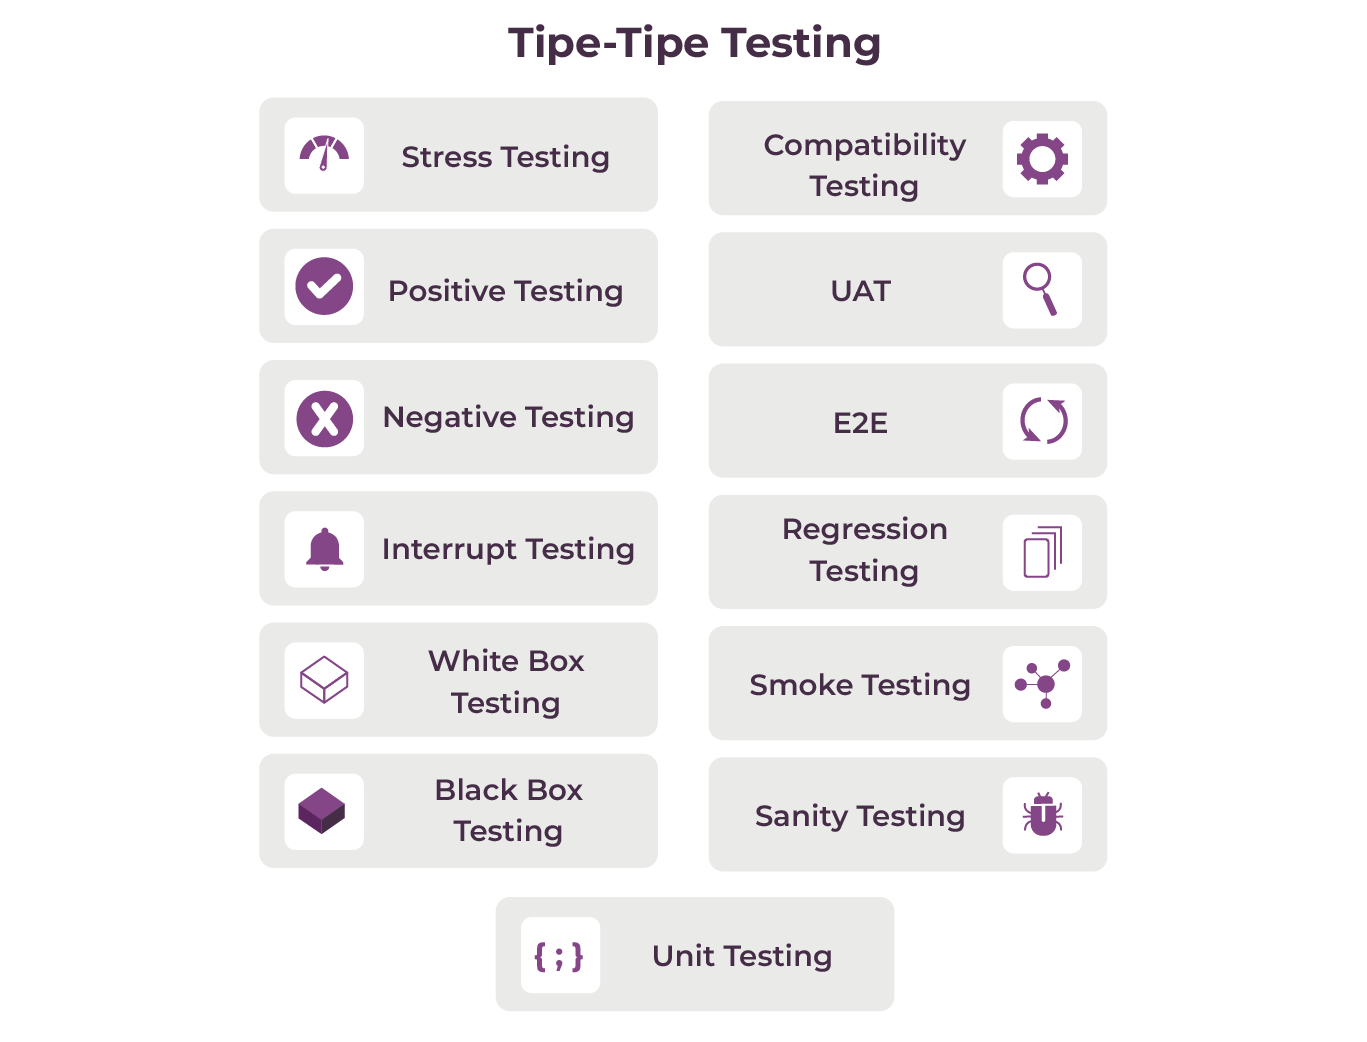 Tipe-Tipe Testing
Stress Testing
Positive Testing
Negative Testing
Interrupt Testing
White Box
Testing
Black Box
Testing
Compatibility
Testing
UAT
E2E
Regression
Testing
Smoke Testing
Sanity Testing
{;}
Unit Testing